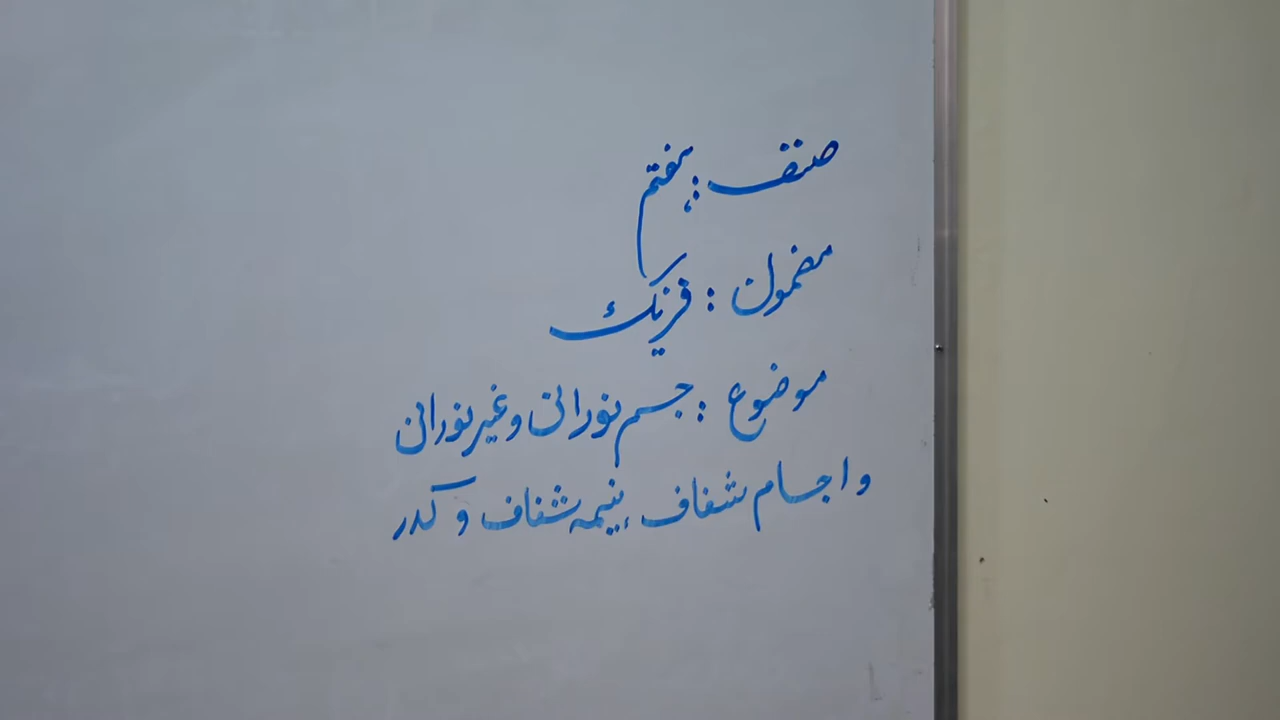 صنف : هفتم
مضمون : فزیک
موضوع : جسم نورانی و غیر نورانی
و اجسام شفاف ، نیمه شفاف و کدر